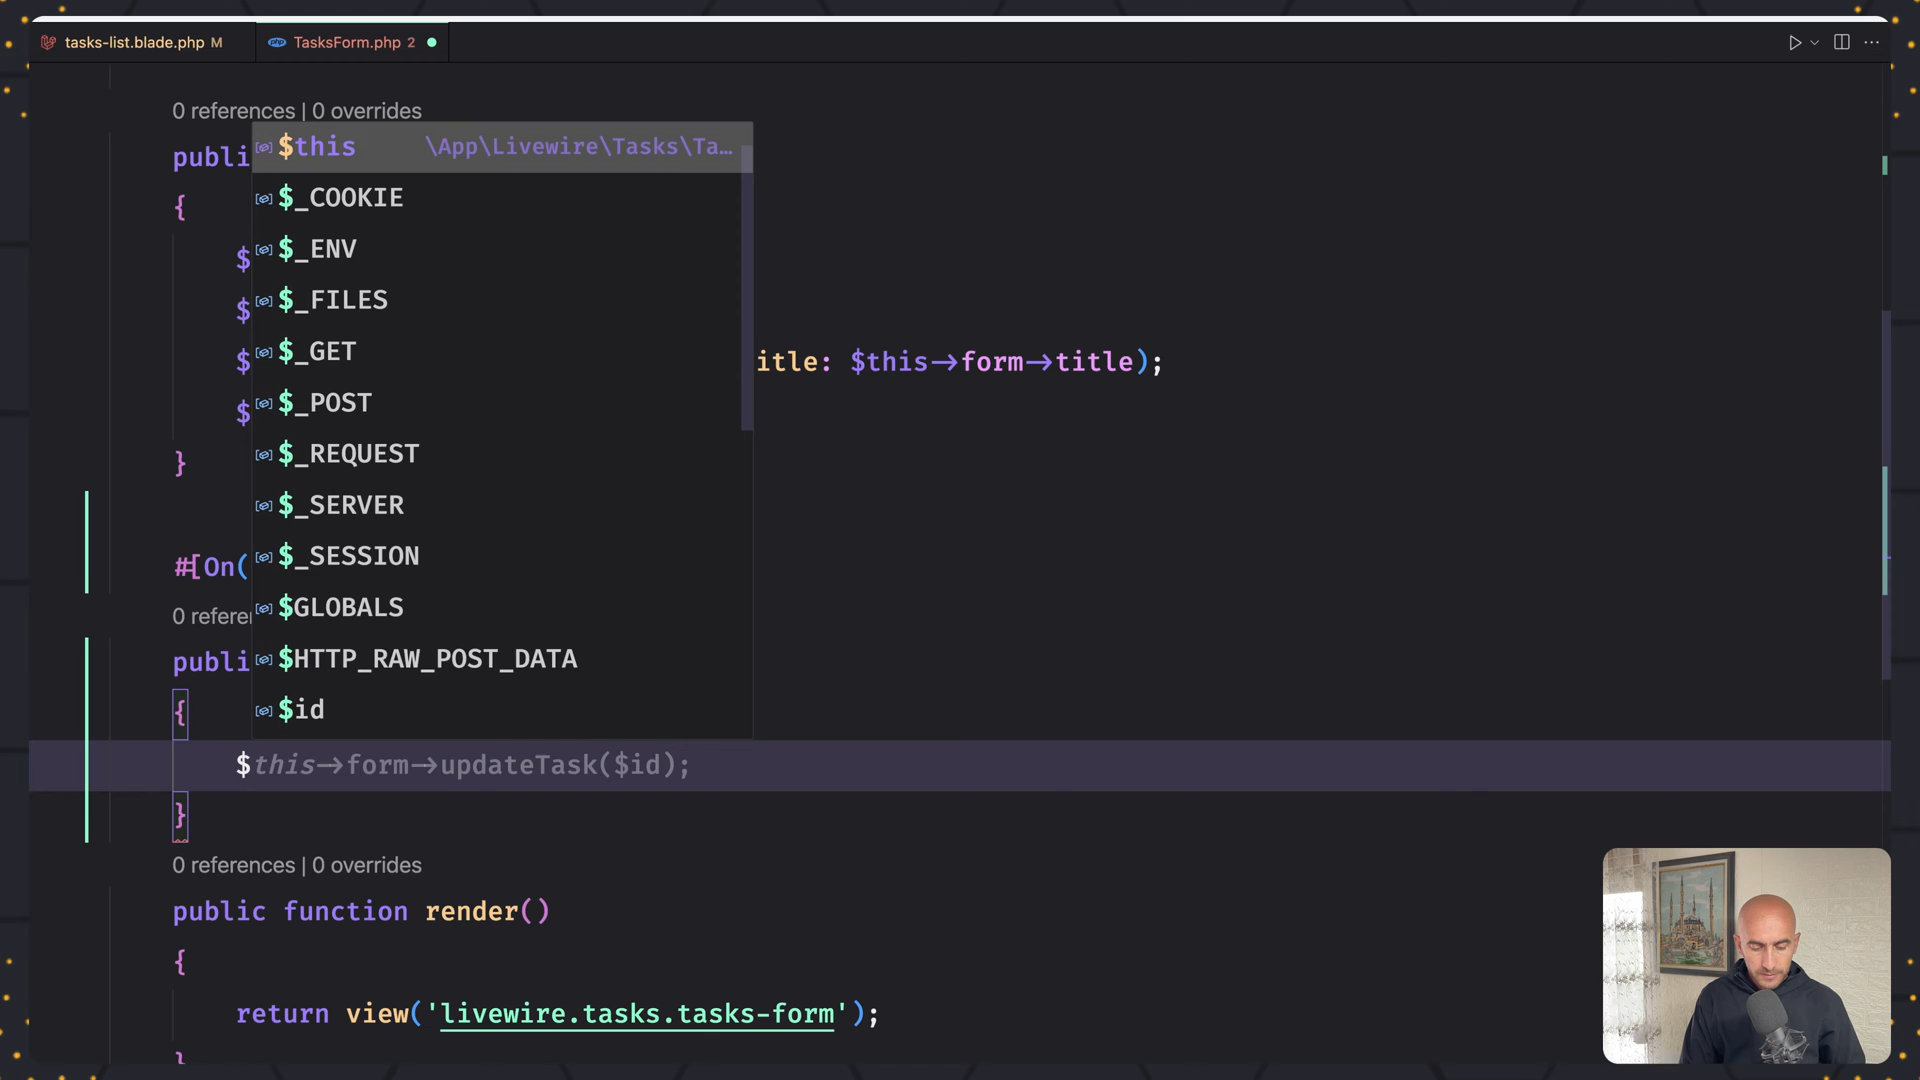 tasks-list.blade.php M
TasksForm.php 2
0 references | 0 overrides
publi
{
$
$
$
itle: $this->form->title);
$
}
#[On(
0 refere
publi
{
$this \App\Livewire\Tasks\Ta…
$_COOKIE
$_ENV
$_FILES
$_GET
$_POST
$_REQUEST
$_SERVER
$_SESSION
$GLOBALS
$HTTP_RAW_POST_DATA
$id
$this->form->updateTask($id);
}
0 references | 0 overrides
public function render()
{
return view('livewire.tasks.tasks-form');
}